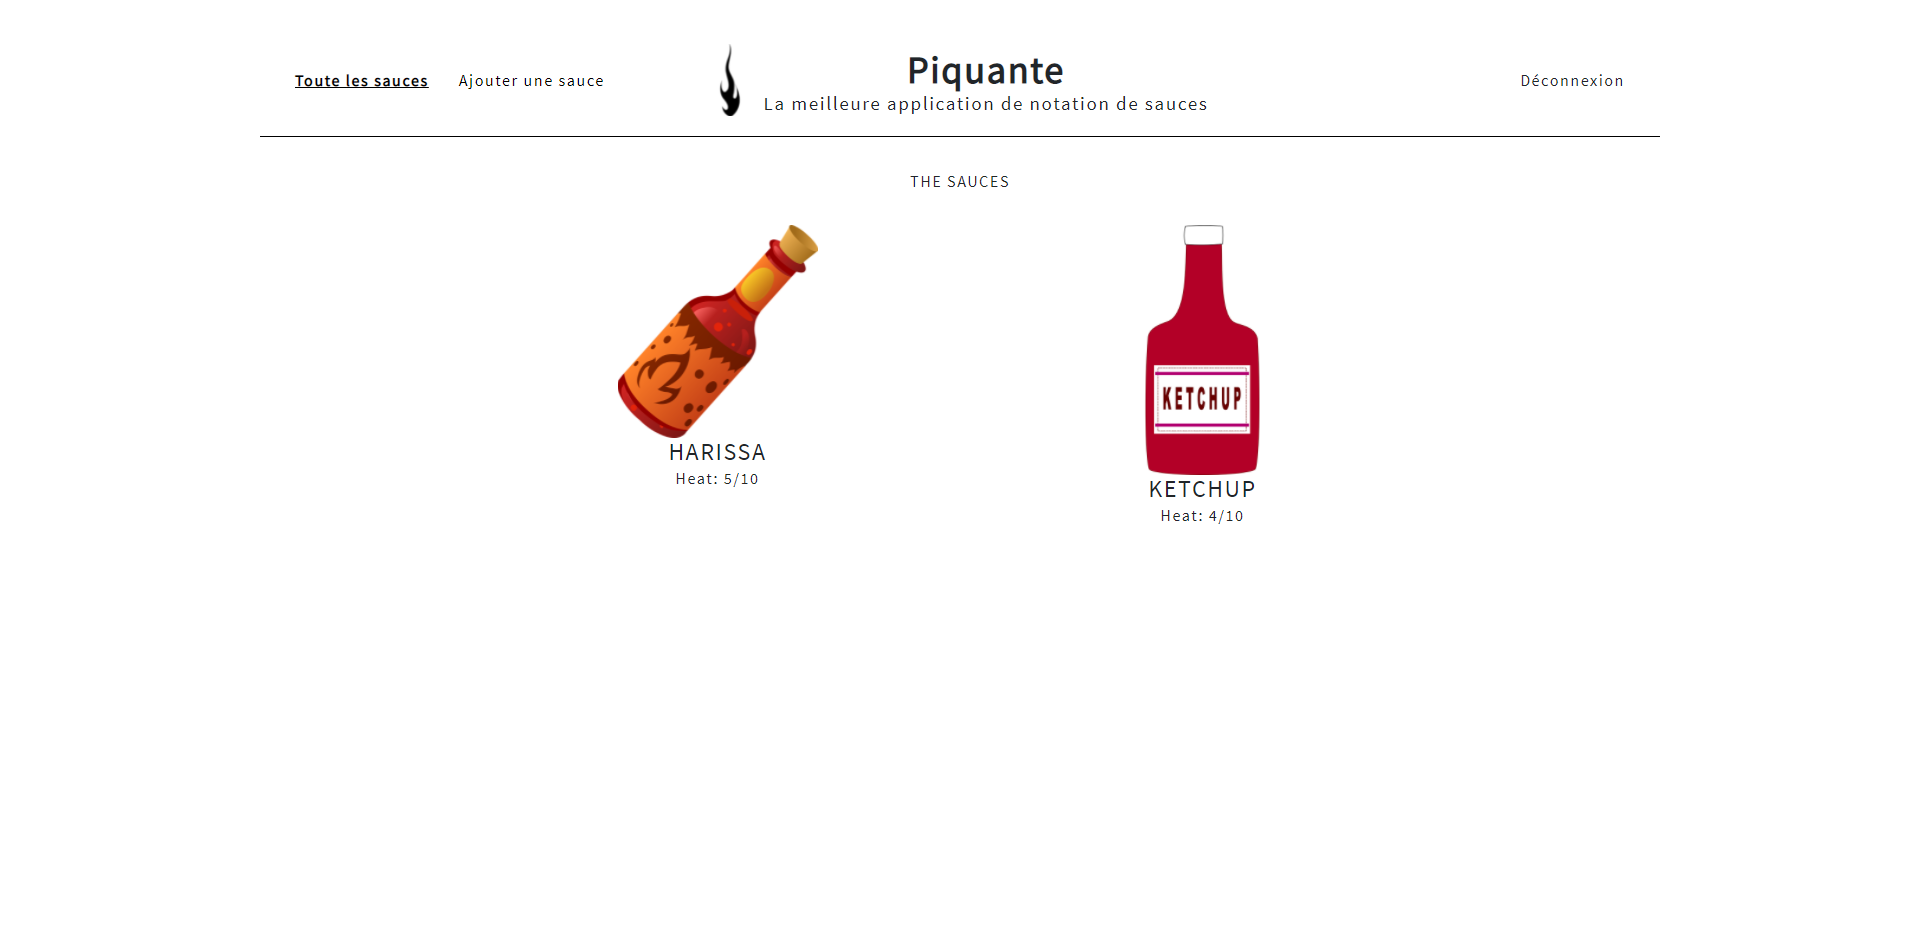 Toute les sauces
Ajouter une sauce
Piquante
La meilleure application de notation de sauces
Déconnexion
THE SAUCES
KETCHUP
HARISSA
Heat: 5/10
KETCHUP
Heat: 4/10